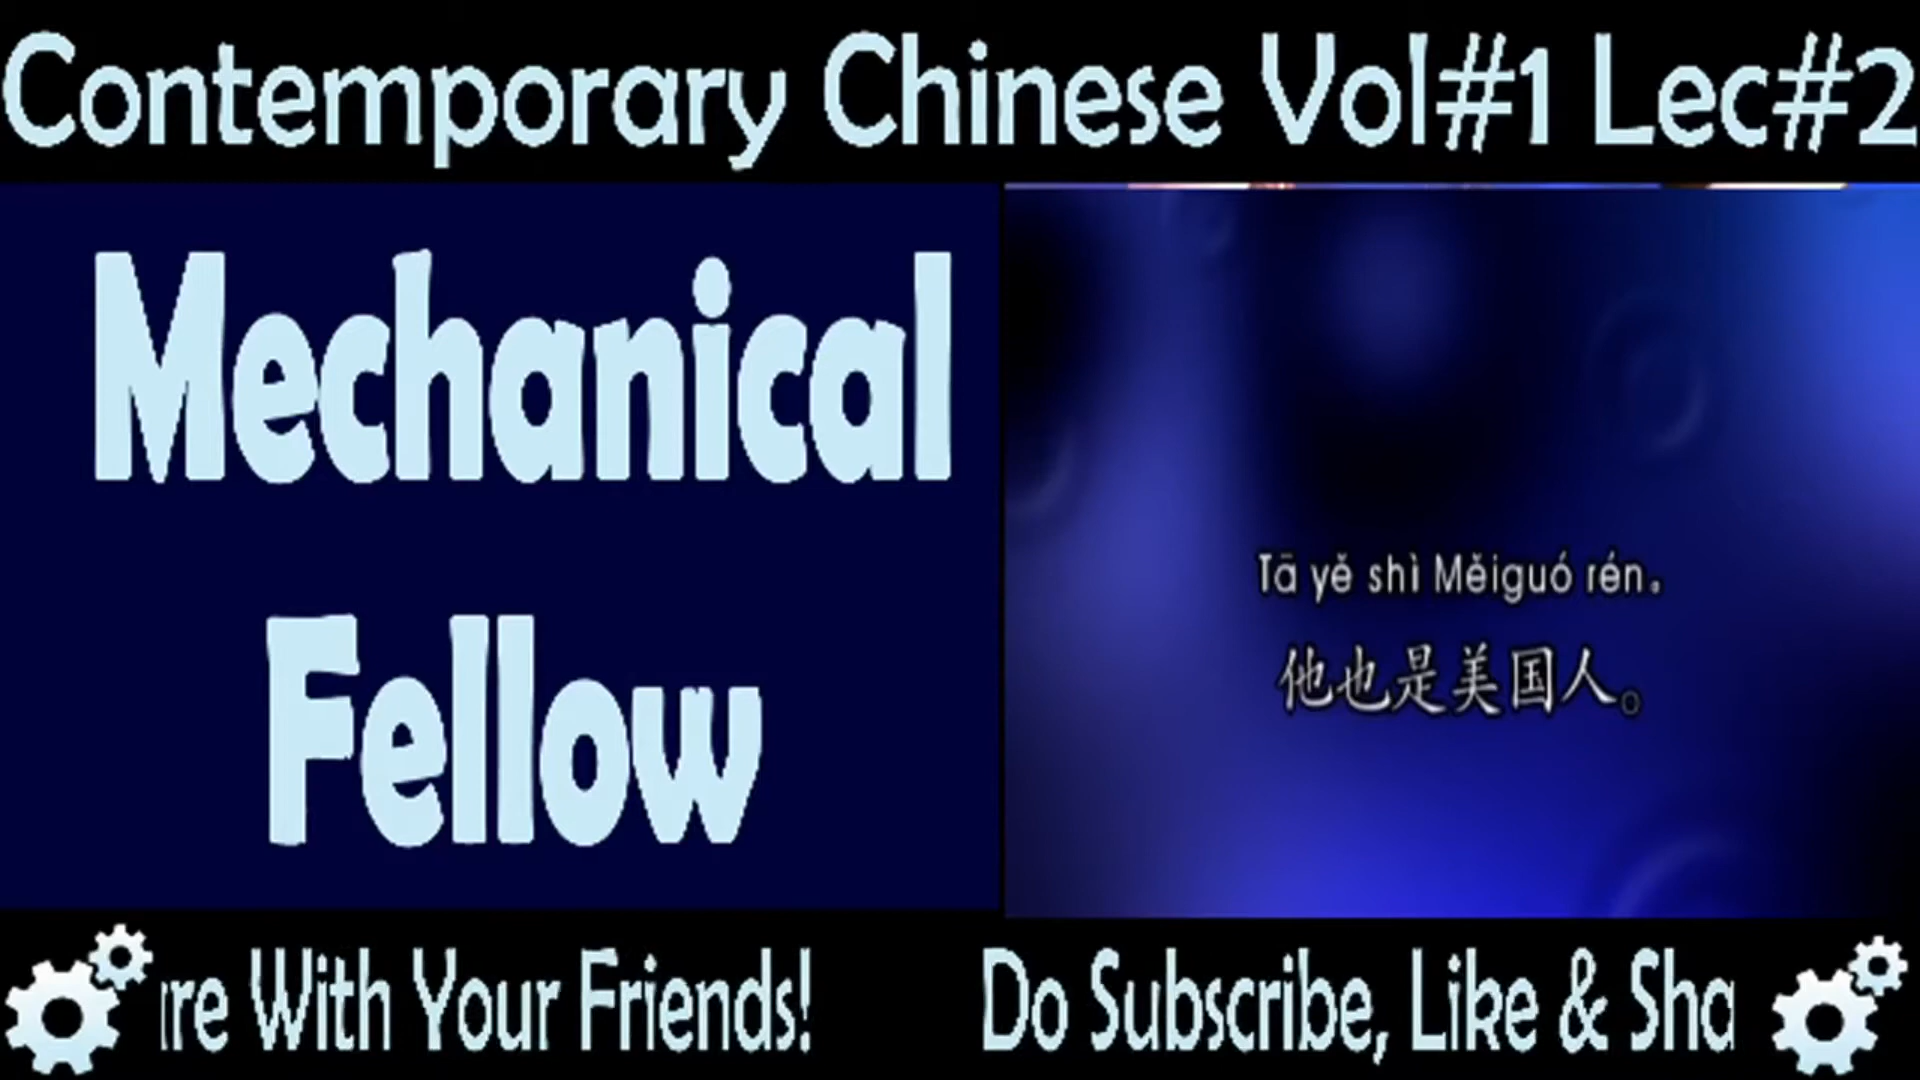 Contemporary Chinese Vol#1 Lec#2
Mechanical
Fellow
Tā yě shì Měiguó rén。
他也是美国人。
re With Your Friends!
Do Subscribe, Like & Sha